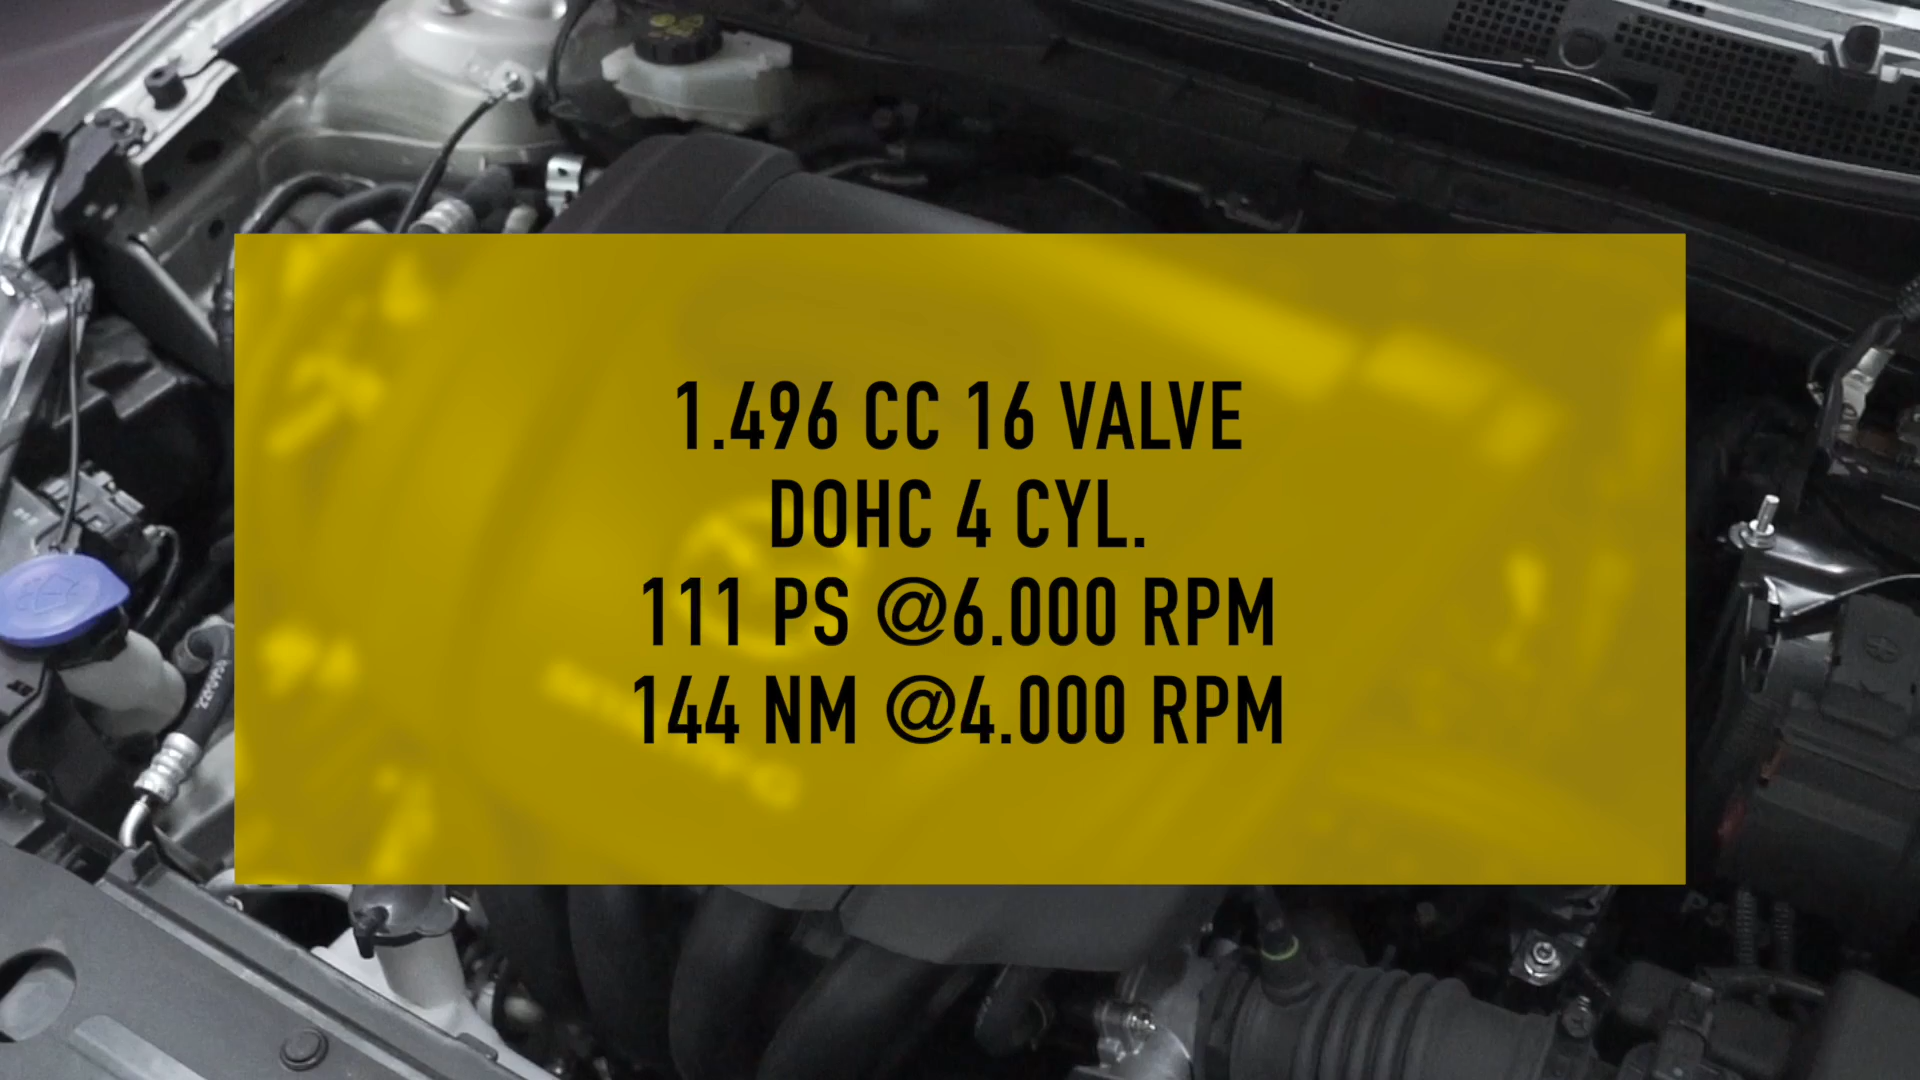 1.496 CC 16 VALVE
DOHC 4 CYL.
111 PS @6.000 RPM
144 NM @4.000 RPM